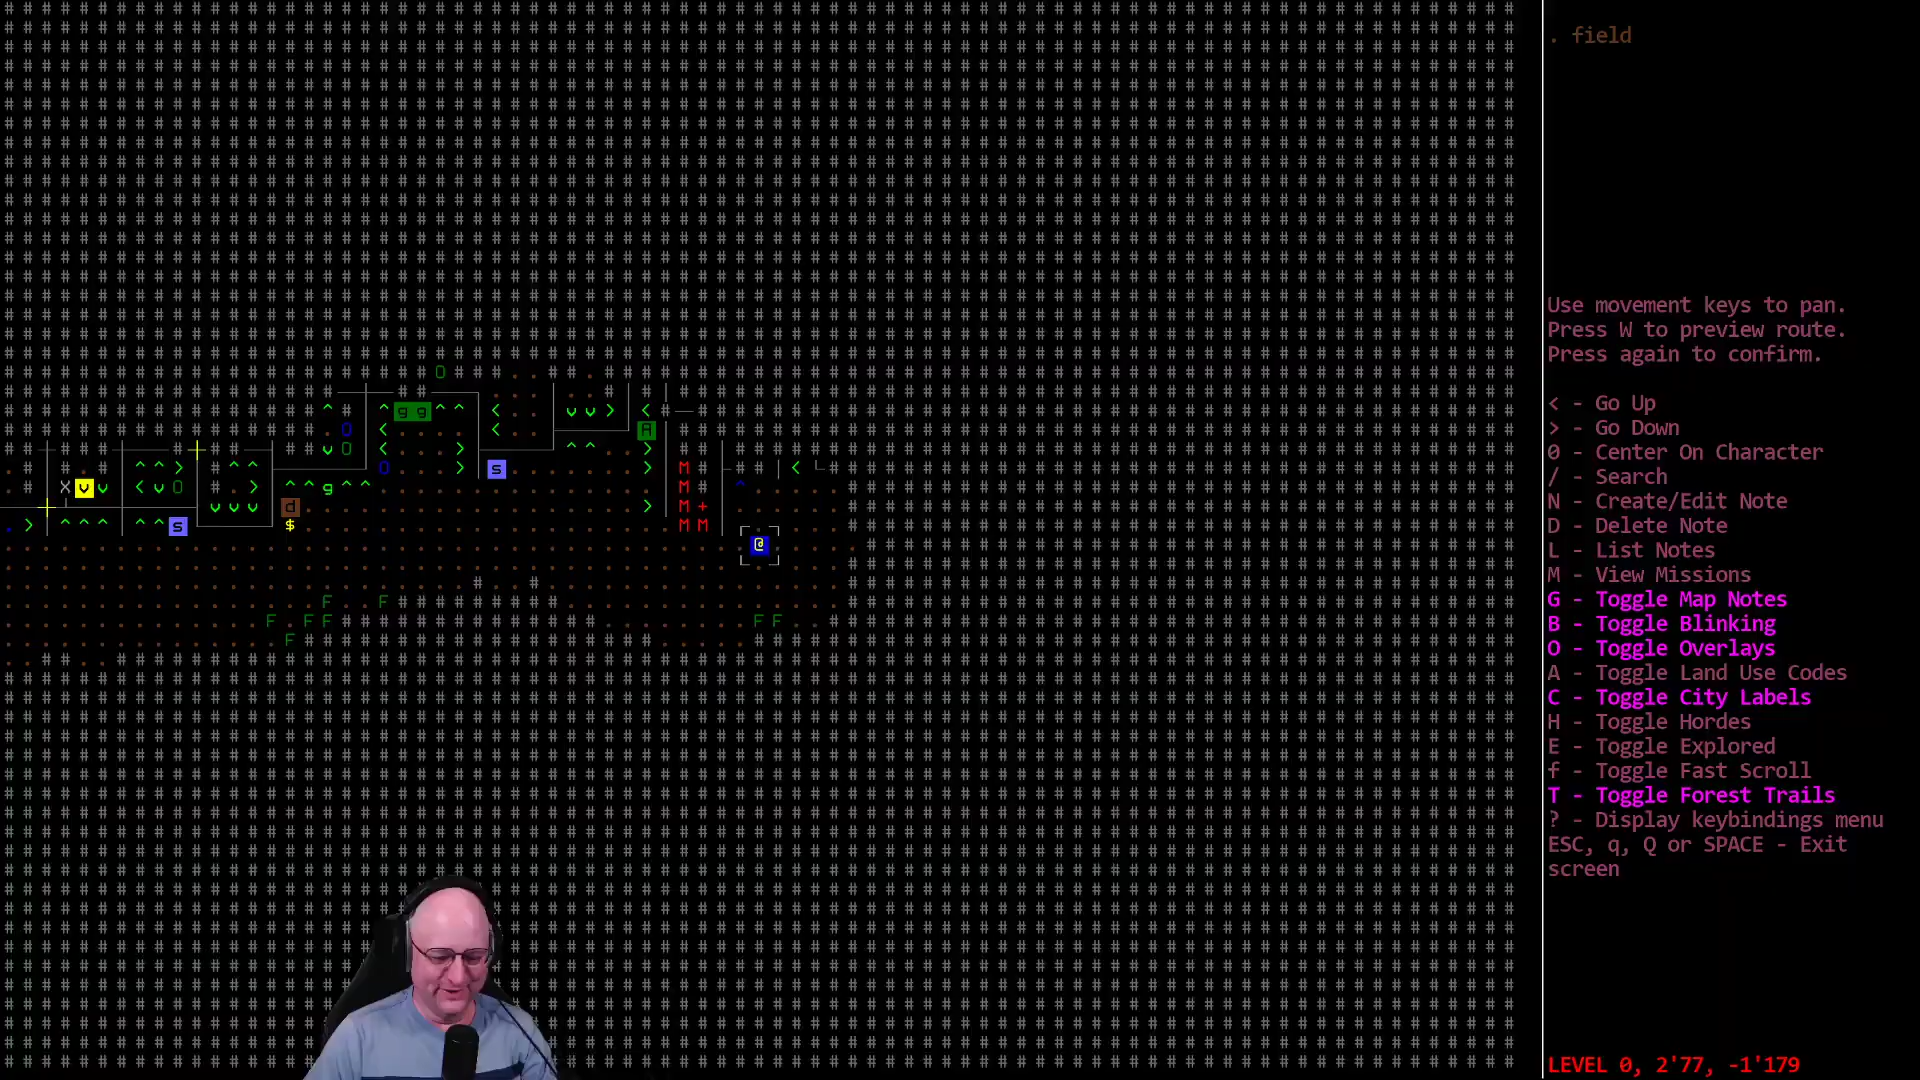 . field
Use movement keys to pan.
Press W to preview route.
Press again to confirm.
< - Go Up
> - Go Down
0 - Center On Character
/ - Search
N - Create/Edit Note
D - Delete Note
L - List Notes
M - View Missions
G - Toggle Map Notes
B - Toggle Blinking
O - Toggle Overlays
A - Toggle Land Use Codes
C - Toggle City Labels
H - Toggle Hordes
E - Toggle Explored
f - Toggle Fast Scroll
T - Toggle Forest Trails
? - Display keybindings menu
ESC, q, Q or SPACE - Exit
screen
LEVEL 0, 2'77, -1'179